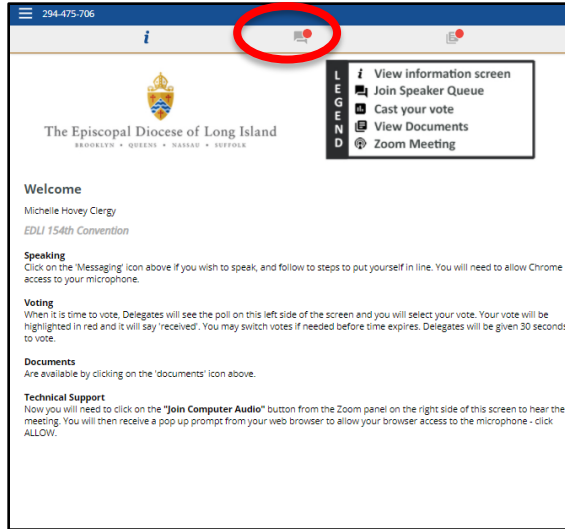 294-475-706
i
LEGEND
i View information screen
Join Speaker Queue
Cast your vote
View Documents
Zoom Meeting
The Episcopal Diocese of Long Island
BROOKLYN • QUEENS • NASSAU • SUFFOLK
Welcome
Michelle Hovey Clergy
EDLI 154th Convention
Speaking
Click on the 'Messaging' icon above if you wish to speak, and follow to steps to put yourself in line. You will need to allow Chrome
access to your microphone.
Voting
When it is time to vote, Delegates will see the poll on this left side of the screen and you will select your vote. Your vote will be
highlighted in red and it will say 'received'. You may switch votes if needed before time expires. Delegates will be given 30 seconds
to vote.
Documents
Are available by clicking on the 'documents' icon above.
Technical Support
Now you will need to click on the "Join Computer Audio" button from the Zoom panel on the right side of this screen to hear the
meeting. You will then receive a pop up prompt from your web browser to allow your browser access to the microphone - click
ALLOW.